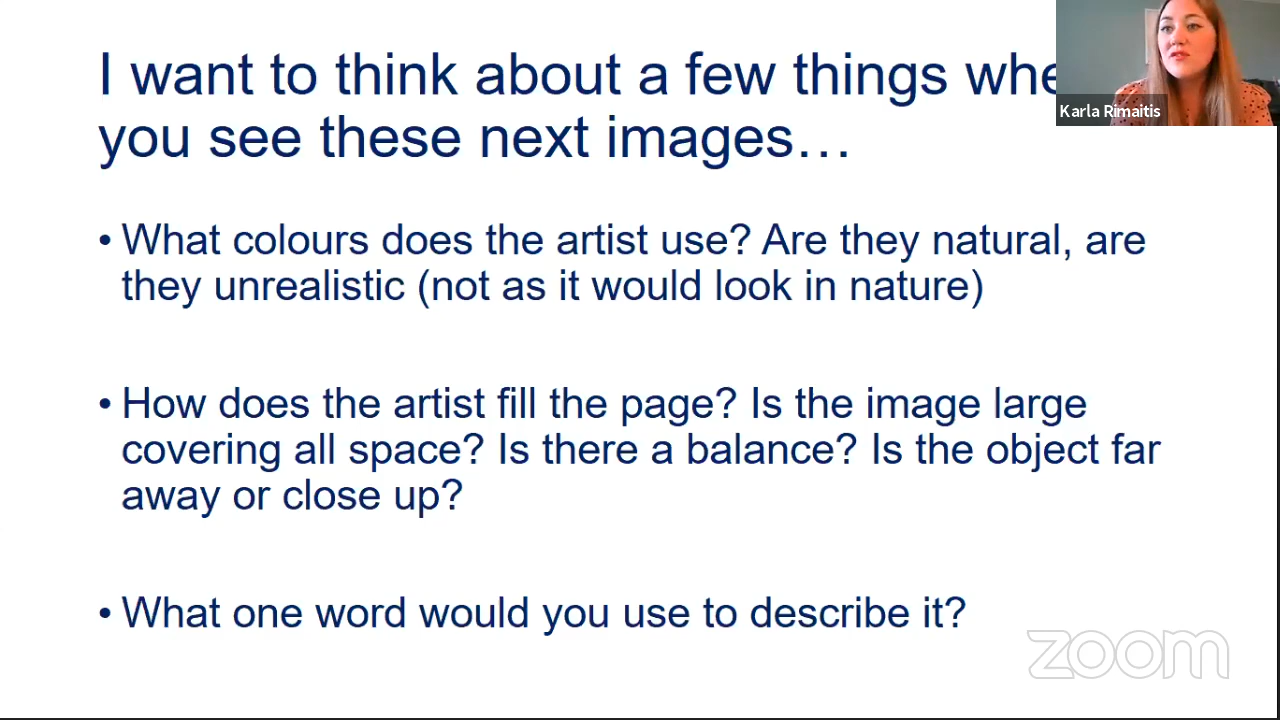 I want to think about a few things whe
you see these next images…
Karla Rimaitis
• What colours does the artist use? Are they natural, are
they unrealistic (not as it would look in nature)
• How does the artist fill the page? Is the image large
covering all space? Is there a balance? Is the object far
away or close up?
• What one word would you use to describe it?
zoom